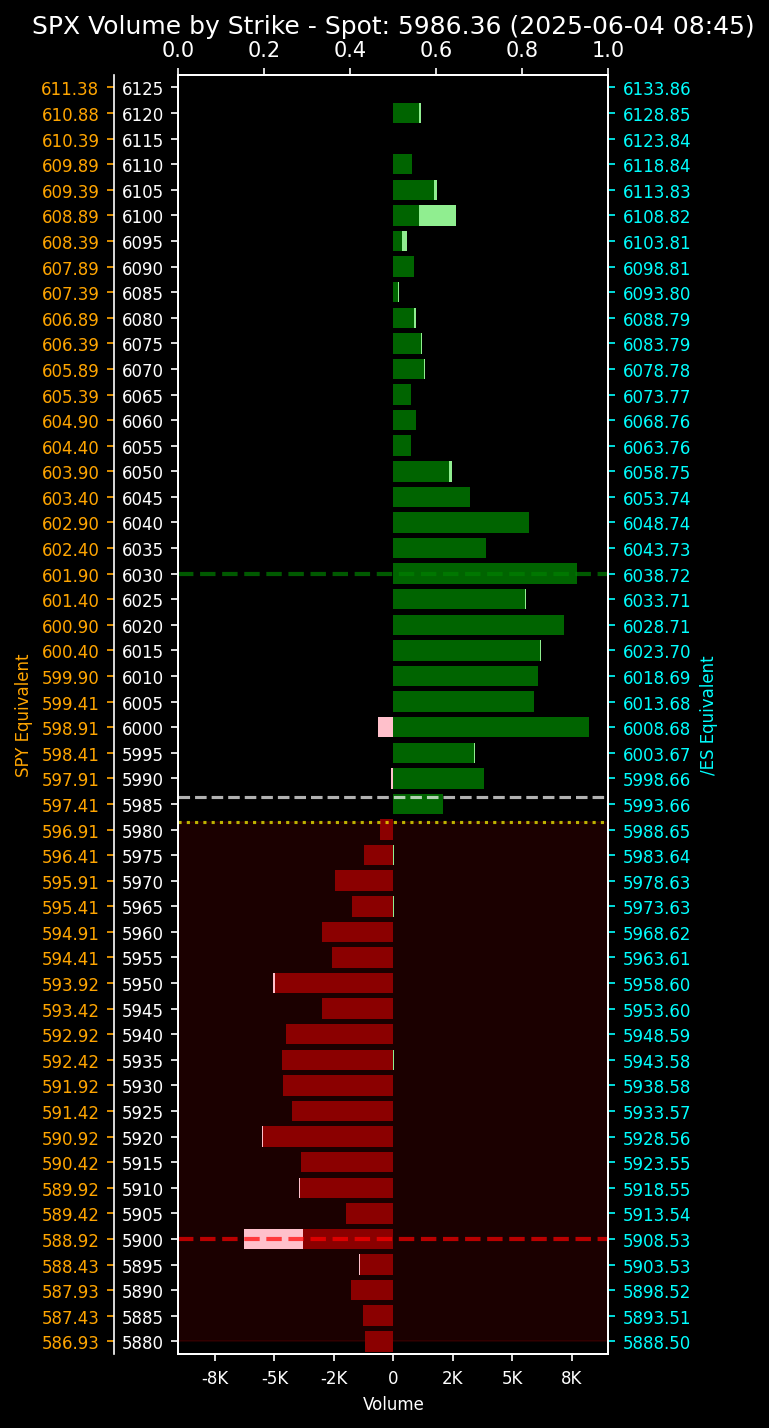 SPX Volume by Strike - Spot: 5986.36 (2025-06-04 08:45)
0.0 0.2 0.4 0.6 0.8 1.0
611.38 6125 6133.86
610.88 6120 6128.85
610.39 6115 6123.84
609.89 6110 6118.84
609.39 6105 6113.83
608.89 6100 6108.82
608.39 6095 6103.81
607.89 6090 6098.81
607.39 6085 6093.80
606.89 6080 6088.79
606.39 6075 6083.79
605.89 6070 6078.78
605.39 6065 6073.77
604.90 6060 6068.76
604.40 6055 6063.76
603.90 6050 6058.75
603.40 6045 6053.74
602.90 6040 6048.74
602.40 6035 6043.73
601.90 6030 6038.72
601.40 6025 6033.71
600.90 6020 6028.71
600.40 6015 6023.70
599.90 6010 6018.69
599.41 6005 6013.68
598.91 6000 6008.68
598.41 5995 6003.67
597.91 5990 5998.66
597.41 5985 5993.66
596.91 5980 5988.65
596.41 5975 5983.64
595.91 5970 5978.63
595.41 5965 5973.63
594.91 5960 5968.62
594.41 5955 5963.61
593.92 5950 5958.60
593.42 5945 5953.60
592.92 5940 5948.59
592.42 5935 5943.58
591.92 5930 5938.58
591.42 5925 5933.57
590.92 5920 5928.56
590.42 5915 5923.55
589.92 5910 5918.55
589.42 5905 5913.54
588.92 5900 5908.53
588.43 5895 5903.53
587.93 5890 5898.52
587.43 5885 5893.51
586.93 5880 5888.50
SPY Equivalent
/ES Equivalent
-8K -5K -2K 0 2K 5K 8K
Volume